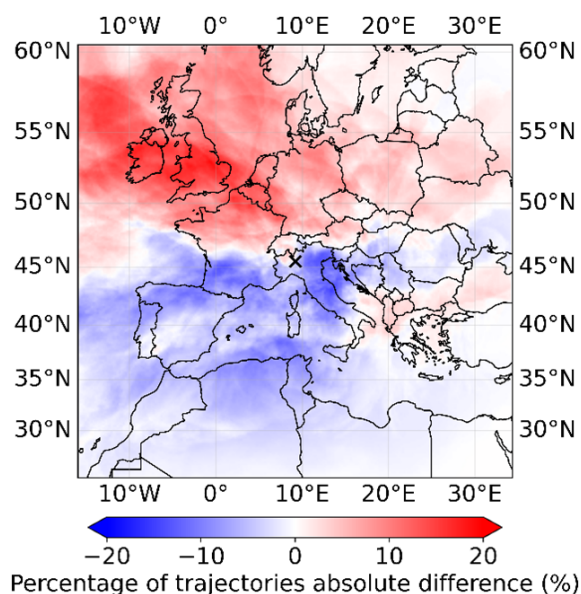 10°W 0° 10°E 20°E 30°E
60°N 60°N
55°N 55°N
50°N 50°N
45°N 45°N
40°N 40°N
35°N 35°N
30°N 30°N
10°W 0° 10°E 20°E 30°E
−20 −10 0 10 20
Percentage of trajectories absolute difference (%)